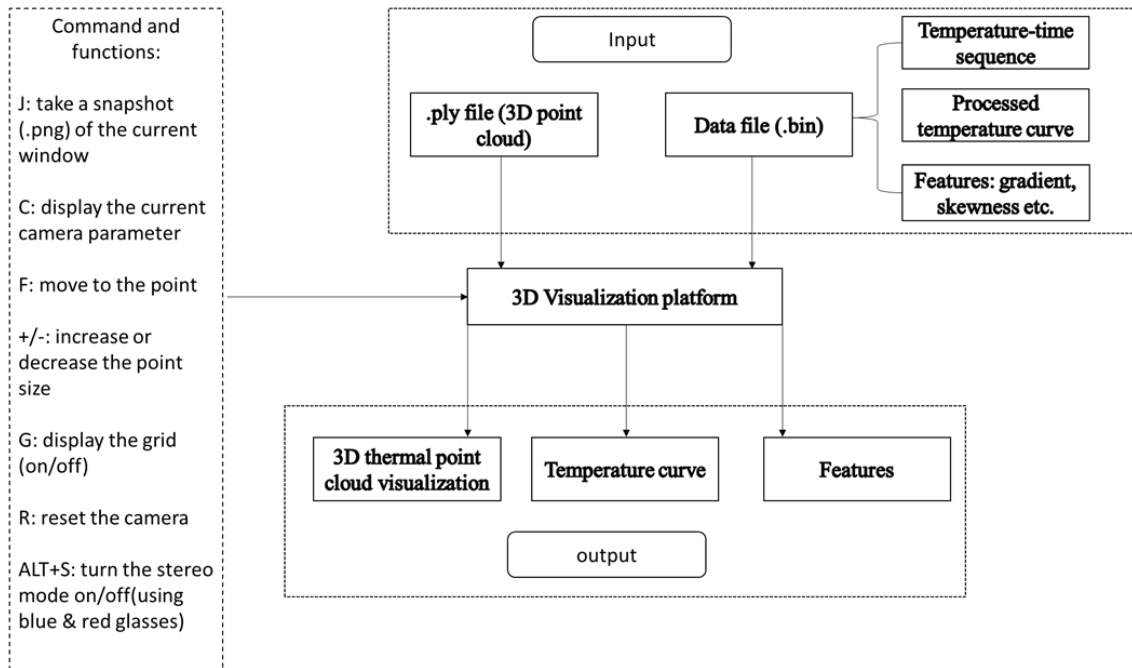 Command and
functions:
J: take a snapshot
(.png) of the current
window
C: display the current
camera parameter
F: move to the point
+/-: increase or
decrease the point
size
G: display the grid
(on/off)
R: reset the camera
ALT+S: turn the stereo
mode on/off(using
blue & red glasses)
Input
.ply file (3D point
cloud)
Data file (.bin)
Temperature-time
sequence
Processed
temperature curve
Features: gradient,
skewness etc.
3D Visualization platform
3D thermal point
cloud visualization
Temperature curve
Features
output